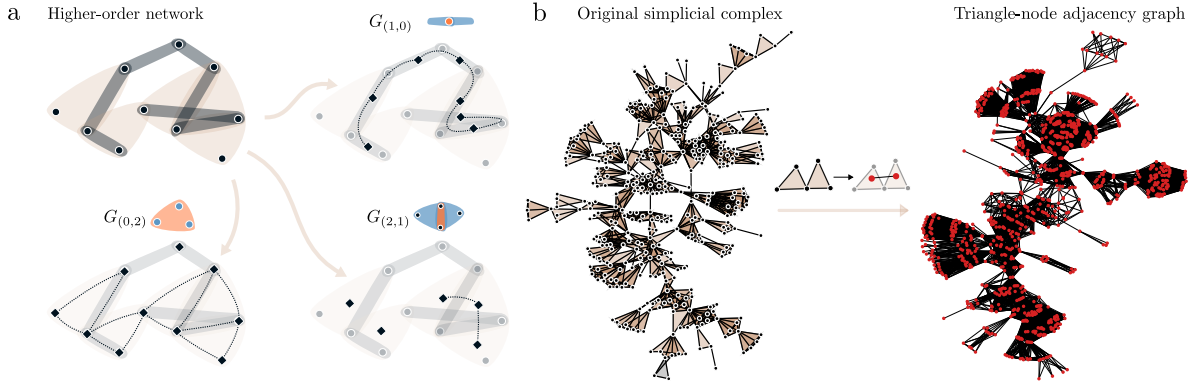 a Higher-order network
G(1,0)
G(0,2)
G(2,1)
b Original simplicial complex
Triangle-node adjacency graph